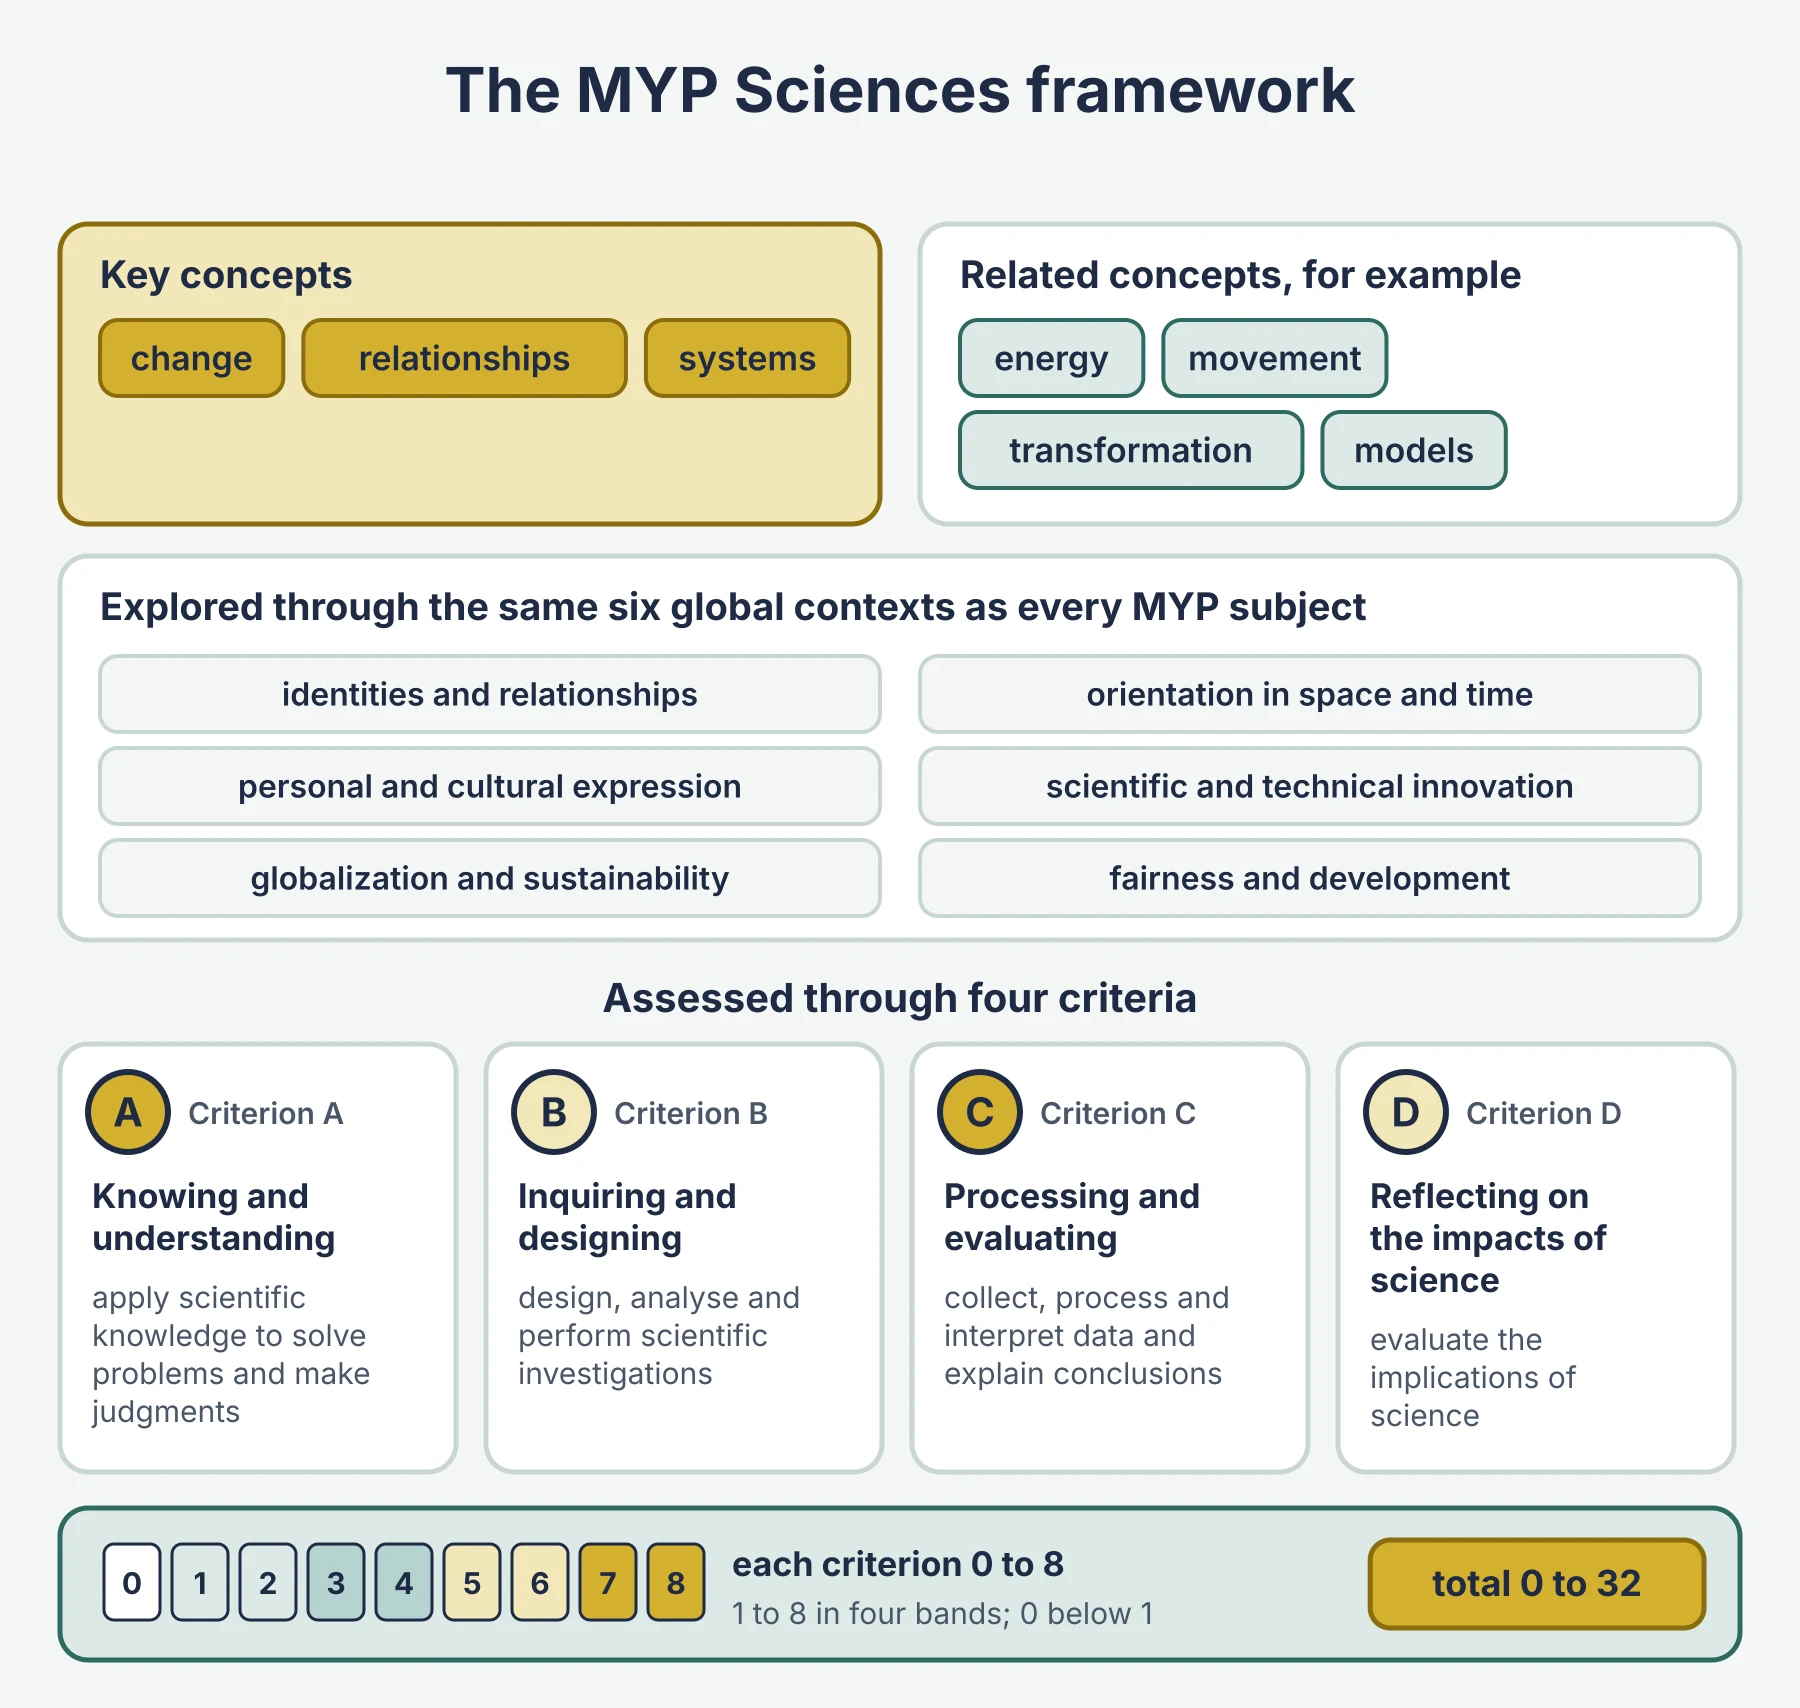 The MYP Sciences framework
Key concepts
change
relationships
systems
Related concepts, for example
energy
movement
transformation
models
Explored through the same six global contexts as every MYP subject
identities and relationships
orientation in space and time
personal and cultural expression
scientific and technical innovation
globalization and sustainability
fairness and development
Assessed through four criteria
A
Criterion A
Knowing and
understanding
apply scientific
knowledge to solve
problems and make
judgments
B
Criterion B
Inquiring and
designing
design, analyse and
perform scientific
investigations
C
Criterion C
Processing and
evaluating
collect, process and
interpret data and
explain conclusions
D
Criterion D
Reflecting on
the impacts of
science
evaluate the
implications of
science
0 1 2 3 4 5 6 7 8
each criterion 0 to 8
1 to 8 in four bands; 0 below 1
total 0 to 32